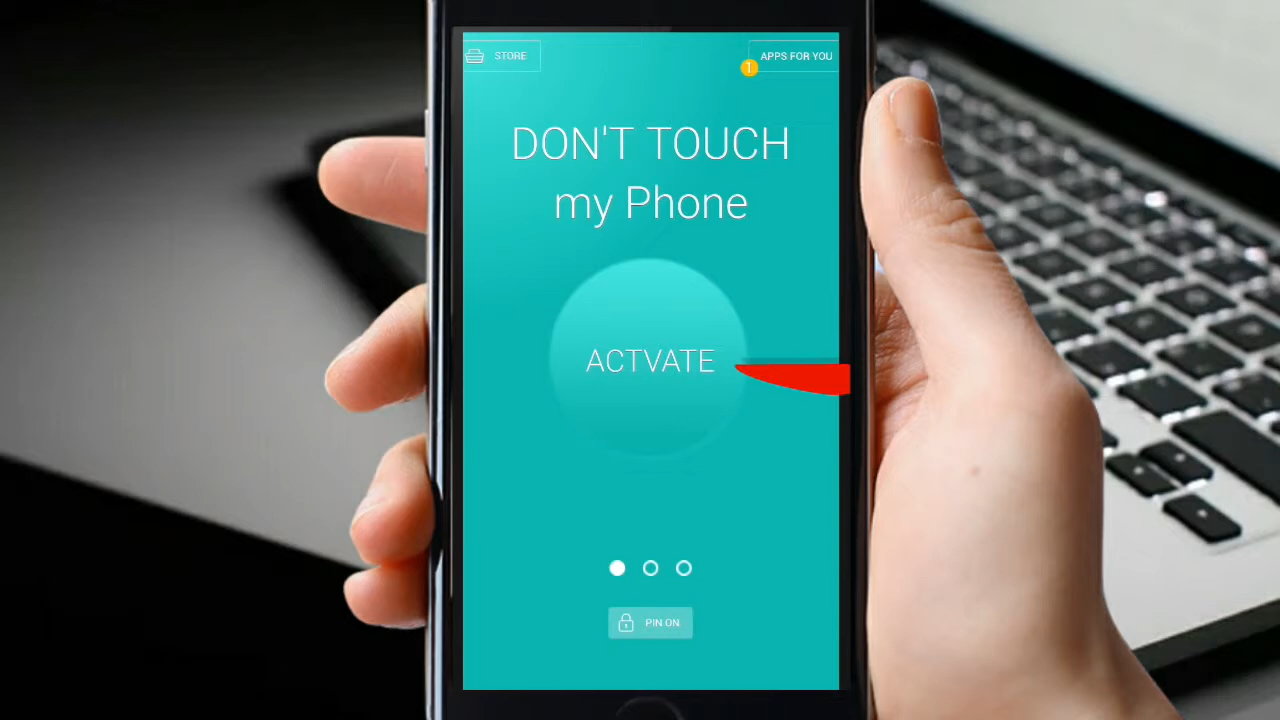 STORE
APPS FOR YOU
1
DON'T TOUCH
my Phone
ACTVATE
PIN ON